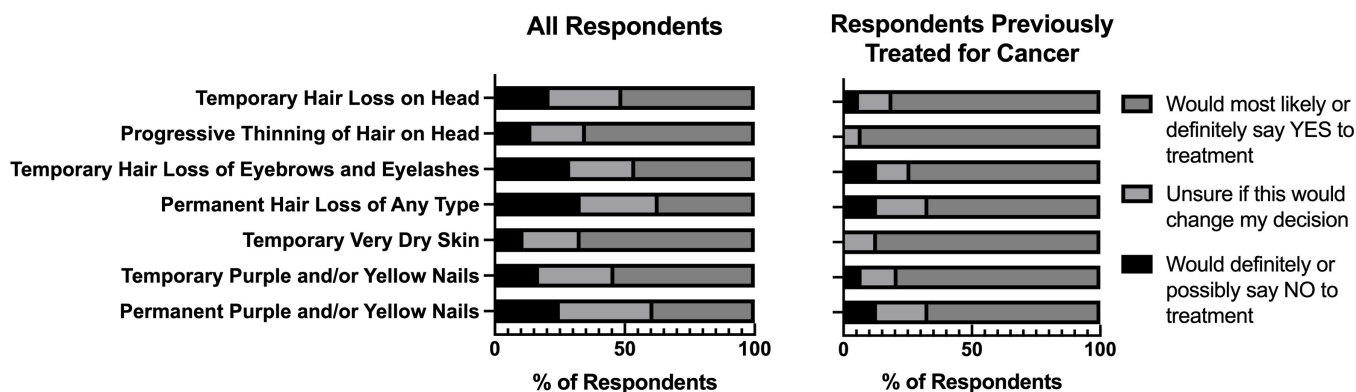 All Respondents
Respondents Previously
Treated for Cancer
Temporary Hair Loss on Head
Progressive Thinning of Hair on Head
Temporary Hair Loss of Eyebrows and Eyelashes
Permanent Hair Loss of Any Type
Temporary Very Dry Skin
Temporary Purple and/or Yellow Nails
Permanent Purple and/or Yellow Nails
0 50 100
% of Respondents
0 50 100
% of Respondents
Would most likely or
definitely say YES to
treatment
Unsure if this would
change my decision
Would definitely or
possibly say NO to
treatment